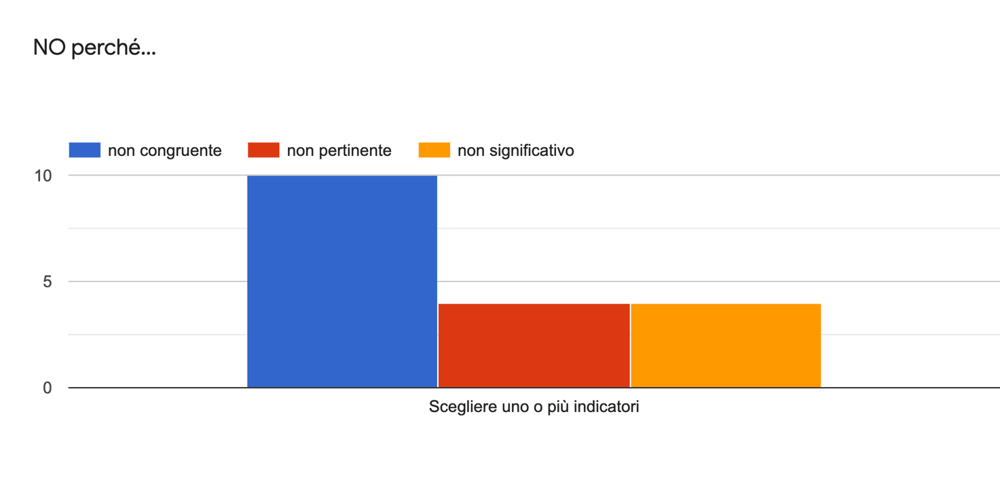 NO perché...
non congruente non pertinente non significativo
10
5
0
Scegliere uno o più indicatori